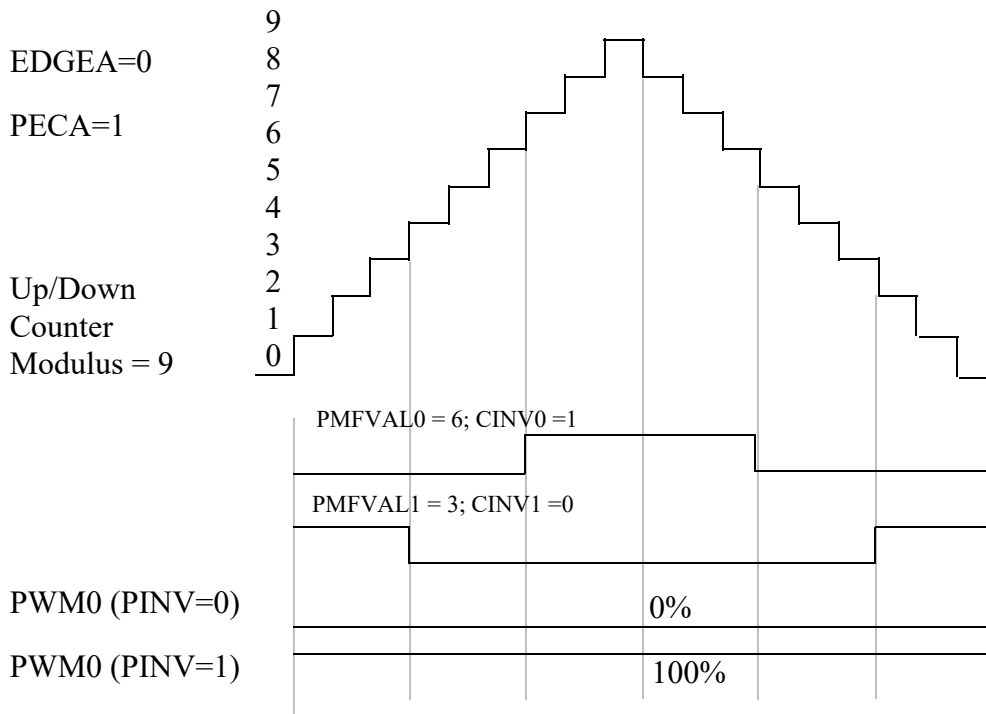 EDGEA=0
PECA=1
Up/Down
Counter
Modulus = 9
9
8
7
6
5
4
3
2
1
0
PMFVAL0 = 6; CINV0 =1
PMFVAL1 = 3; CINV1 =0
PWM0 (PINV=0)
0%
PWM0 (PINV=1)
100%